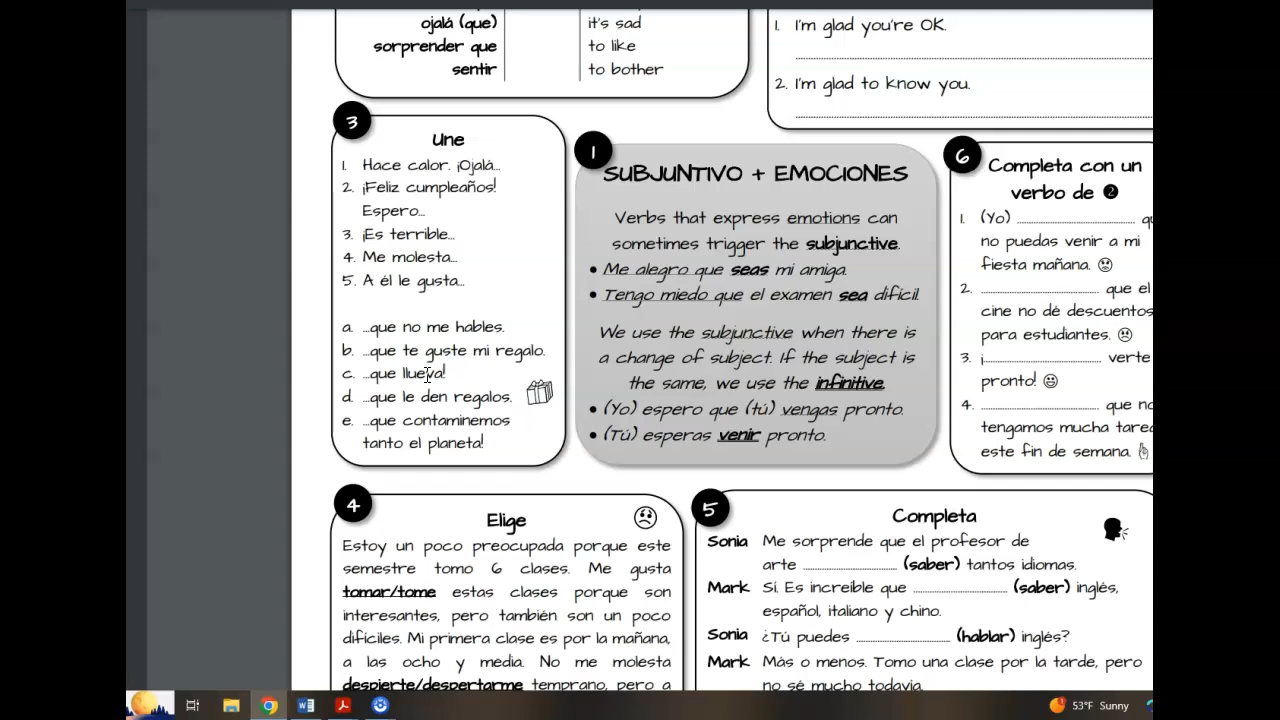 ojalá (que)
sorprender que
sentir
it's sad
to like
to bother
1. I'm glad you're OK.
2. I'm glad to know you.
3
Une
1. Hace calor. ¡Ojalá...
2. ¡Feliz cumpleaños!
Espero...
3. ¡Es terrible...
4. Me molesta...
5. A él le gusta...
a. ...que no me hables.
b. ...que te guste mi regalo.
c. ...que llueva!
d. ...que le den regalos.
e. ...que contaminemos
tanto el planeta!
1
SUBJUNTIVO + EMOCIONES
Verbs that express emotions can
sometimes trigger the subjunctive.
• Me alegro que seas mi amiga.
• Tengo miedo que el examen sea difícil.
We use the subjunctive when there is
a change of subject. If the subject is
the same, we use the infinitive.
• (Yo) espero que (tú) vengas pronto.
• (Tú) esperas venir pronto.
6
Completa con un
verbo de 2
1. (Yo) .............................. qu
no puedas venir a mi
fiesta mañana.
2. .............................. que el
cine no dé descuentos
para estudiantes.
3. ¡.............................. verte
pronto!
4. .............................. que no
tengamos mucha tarea
este fin de semana.
4
Elige
Estoy un poco preocupada porque este
semestre tomo 6 clases. Me gusta
tomar/tome estas clases porque son
interesantes, pero también son un poco
difíciles. Mi primera clase es por la mañana,
a las ocho y media. No me molesta
despierte/despertarme temprano, pero a
5
Completa
Sonia Me sorprende que el profesor de
arte ........................ (saber) tantos idiomas.
Mark Sí. Es increíble que ........................ (saber) inglés,
español, italiano y chino.
Sonia ¿Tú puedes ........................ (hablar) inglés?
Mark Más o menos. Tomo una clase por la tarde, pero
no sé mucho todavía.
53°F Sunny